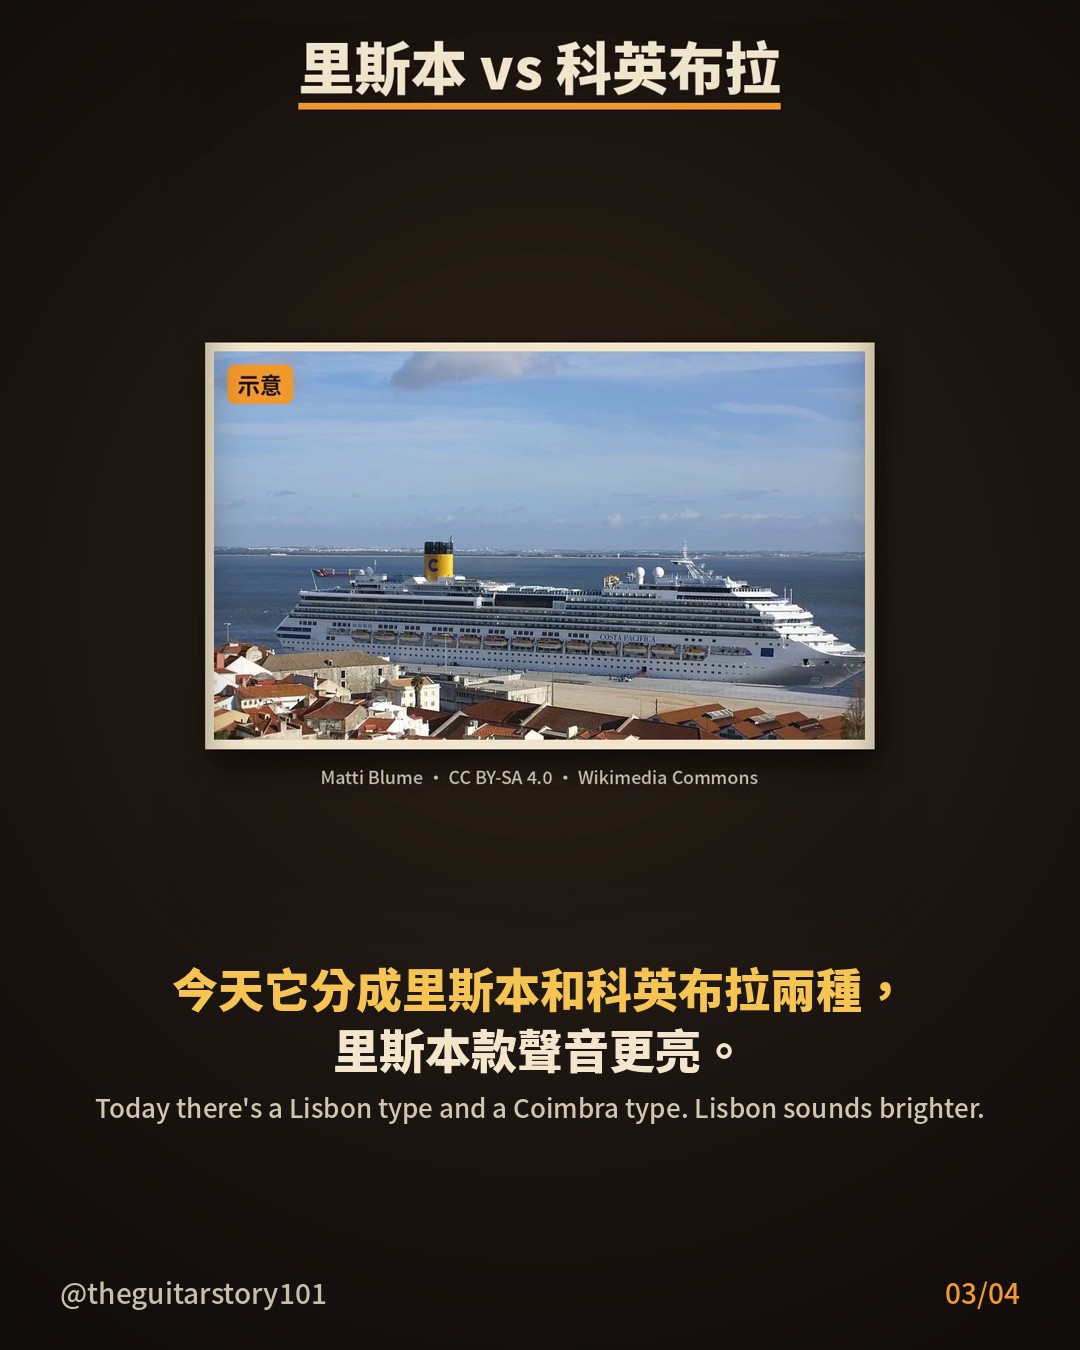 里斯本 vs 科英布拉
示意
C
COSTA PACIFICA
Matti Blume・CC BY-SA 4.0・Wikimedia Commons
今天它分成里斯本和科英布拉兩種，
里斯本款聲音更亮。
Today there's a Lisbon type and a Coimbra type. Lisbon sounds brighter.
@theguitarstory101
03/04